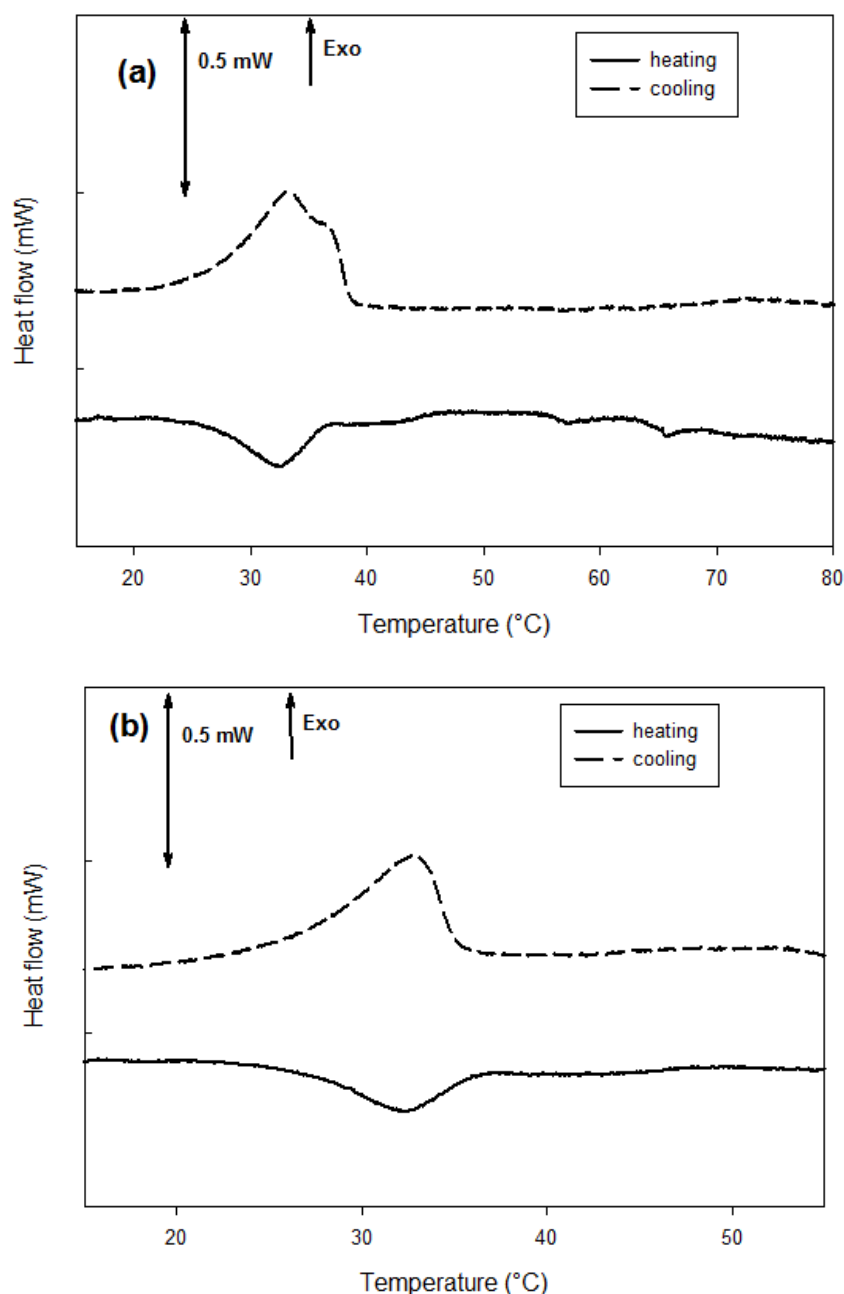 (a)
0.5 mW
Exo
heating
cooling
Heat flow (mW)
20 30 40 50 60 70 80
Temperature (°C)
(b)
0.5 mW
Exo
heating
cooling
Heat flow (mW)
20 30 40 50
Temperature (°C)